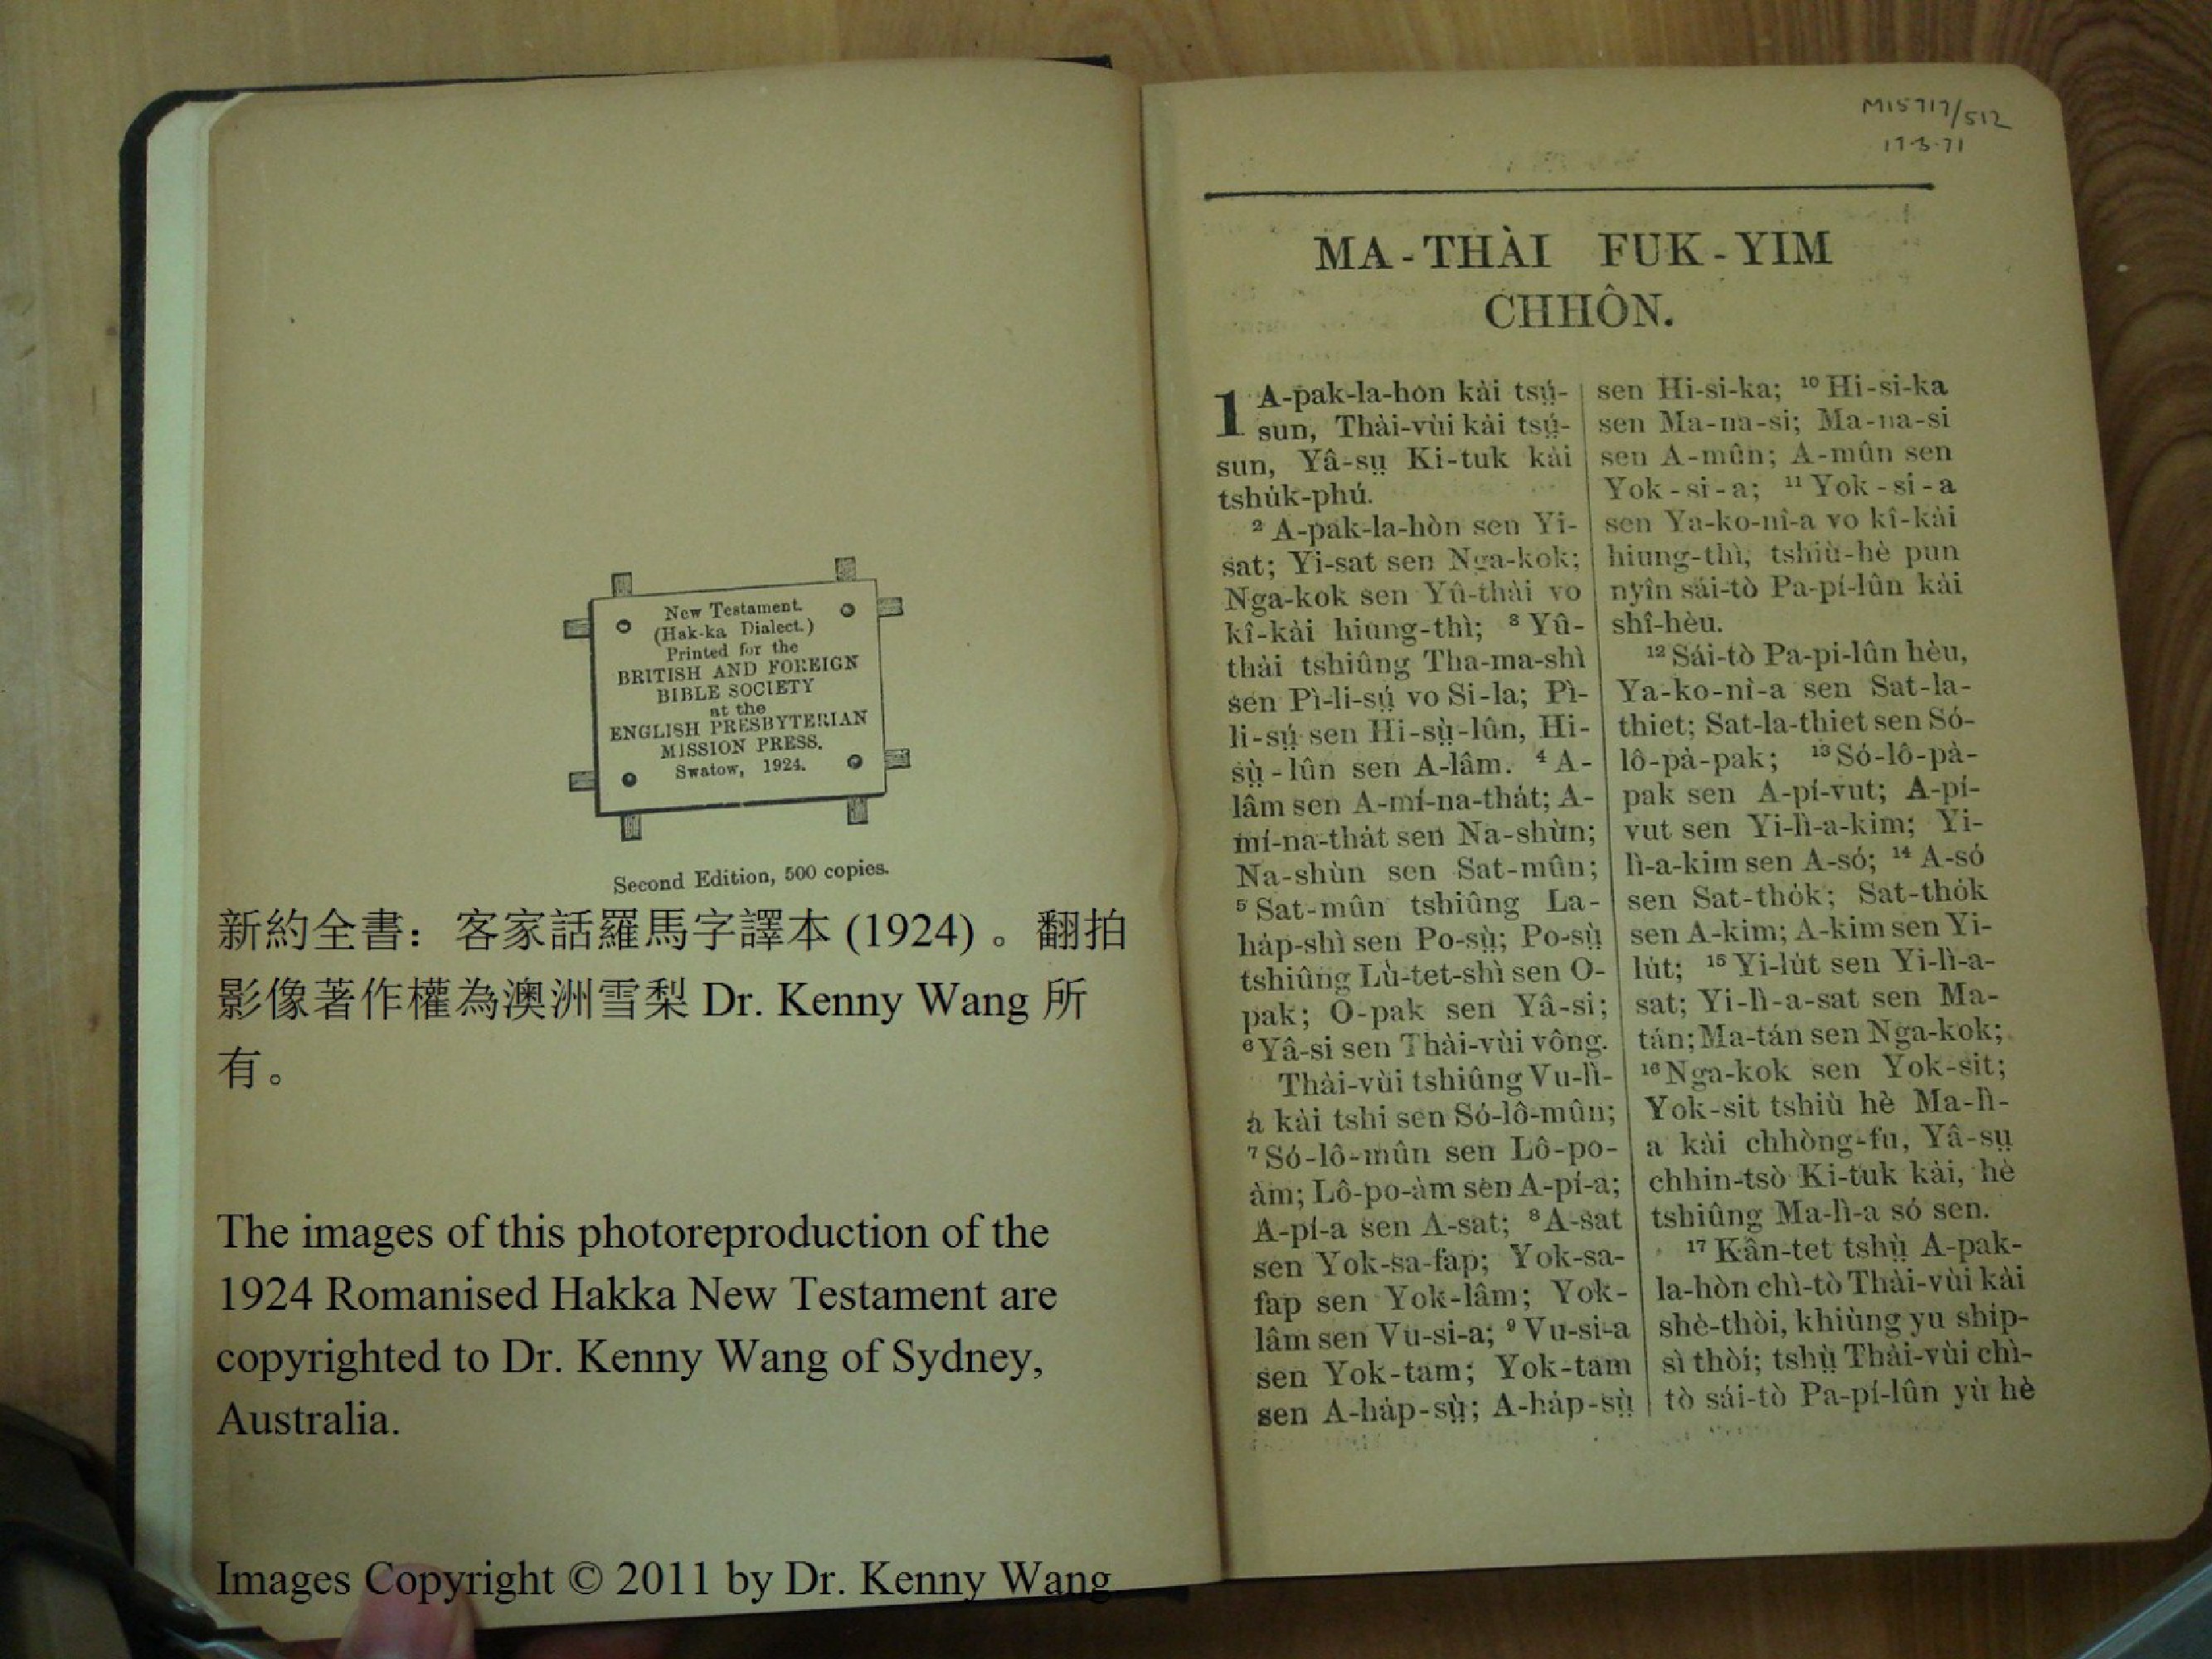 New Testament.
(Hak-ka Dialect.)
Printed for the
BRITISH AND FOREIGN
BIBLE SOCIETY
at the
ENGLISH PRESBYTERIAN
MISSION PRESS.
Swatow, 1924.
Second Edition, 500 copies.
新約全書：客家話羅馬字譯本 (1924) 。翻拍
影像著作權為澳洲雪梨 Dr. Kenny Wang 所
有。
The images of this photoreproduction of the
1924 Romanised Hakka New Testament are
copyrighted to Dr. Kenny Wang of Sydney,
Australia.
Images Copyright © 2011 by Dr. Kenny Wang
M15717/512
MA-THÀI FUK-YIM
CHHÔN.
1 A-pak-la-hòn kài tsṳ́-
sun, Thài-vùi kài tsṳ́-
sun, Yâ-sṳ Ki-tuk kài
tshu̍k-phú.
2 A-pak-la-hòn sen Yi-
sat; Yi-sat sen Nga-kok;
Nga-kok sen Yû-thài vo
kî-kài hiung-thì; 3 Yû-
thài tshiûng Tha-ma-shì
sen Pì-li-sṳ́ vo Si-la; Pì-
li-sṳ́ sen Hi-sṳ̀-lûn, Hi-
sṳ̀-lûn sen A-lâm. 4 A-
lâm sen A-mí-na-tha̍t; A-
mí-na-tha̍t sen Na-shùn;
Na-shùn sen Sat-mûn;
5 Sat-mûn tshiûng La-
ha̍p-shì sen Po-sṳ̀; Po-sṳ̀
tshiûng Lù-tet-shì sen O-
pak; O-pak sen Yâ-si;
6 Yâ-si sen Thài-vùi vông.
Thài-vùi tshiûng Vu-lì-
à kài tshi sen Só-lô-mûn;
7 Só-lô-mûn sen Lô-po-
àm; Lô-po-àm sen A-pí-a;
A-pí-a sen A-sat; 8 A-sat
sen Yok-sa-fap; Yok-sa-
fap sen Yok-lâm; Yok-
lâm sen Vu-si-a; 9 Vu-si-a
sen Yok-tam; Yok-tam
sen A-ha̍p-sṳ̀; A-ha̍p-sṳ̀
sen Hi-si-ka; 10 Hi-si-ka
sen Ma-na-si; Ma-na-si
sen A-mûn; A-mûn sen
Yok-si-a; 11 Yok-si-a
sen Ya-ko-nî-a vo kî-kài
hiung-thì, tshiù-hè pun
nyîn sái-tò Pa-pí-lûn kài
shî-hèu.
12 Sái-tò Pa-pi-lûn hèu,
Ya-ko-nî-a sen Sat-la-
thiet; Sat-la-thiet sen Só-
lô-pà-pak; 13 Só-lô-pà-
pak sen A-pí-vut; A-pí-
vut sen Yi-lì-a-kim; Yi-
lì-a-kim sen A-só; 14 A-só
sen Sat-tho̍k; Sat-tho̍k
sen A-kim; A-kim sen Yi-
lu̍t; 15 Yi-lu̍t sen Yi-lì-a-
sat; Yi-lì-a-sat sen Ma-
tán; Ma-tán sen Nga-kok;
16 Nga-kok sen Yok-sit;
Yok-sit tshiù hè Ma-lì-
a kài chhòng-fu, Yâ-sṳ
chhin-tsò Ki-tuk kài, hè
tshiûng Ma-lì-a só sen.
17 Kân-tet tshṳ̀ A-pak-
la-hòn chì-tò Thài-vùi kài
shè-thòi, khiùng yu shi̍p-
sì thòi; tshṳ̀ Thài-vùi chì-
tò sái-tò Pa-pí-lûn yù hè